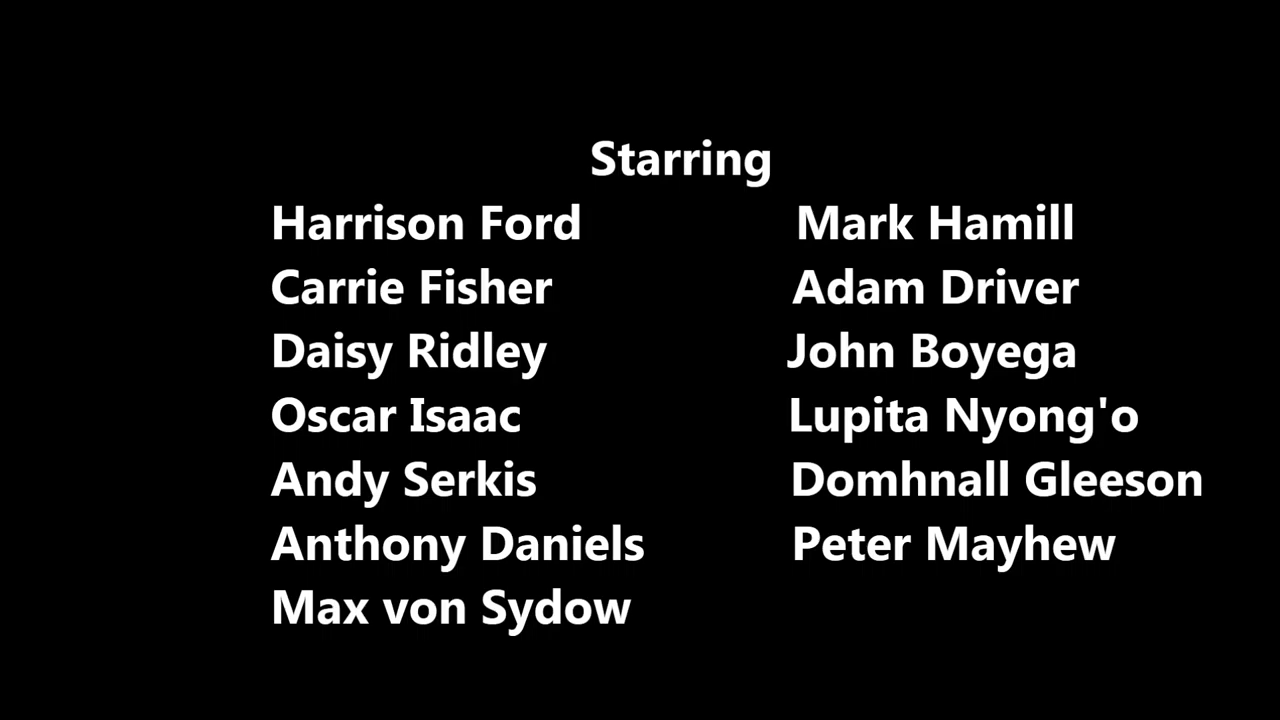 Starring
Harrison Ford Mark Hamill
Carrie Fisher Adam Driver
Daisy Ridley John Boyega
Oscar Isaac Lupita Nyong'o
Andy Serkis Domhnall Gleeson
Anthony Daniels Peter Mayhew
Max von Sydow